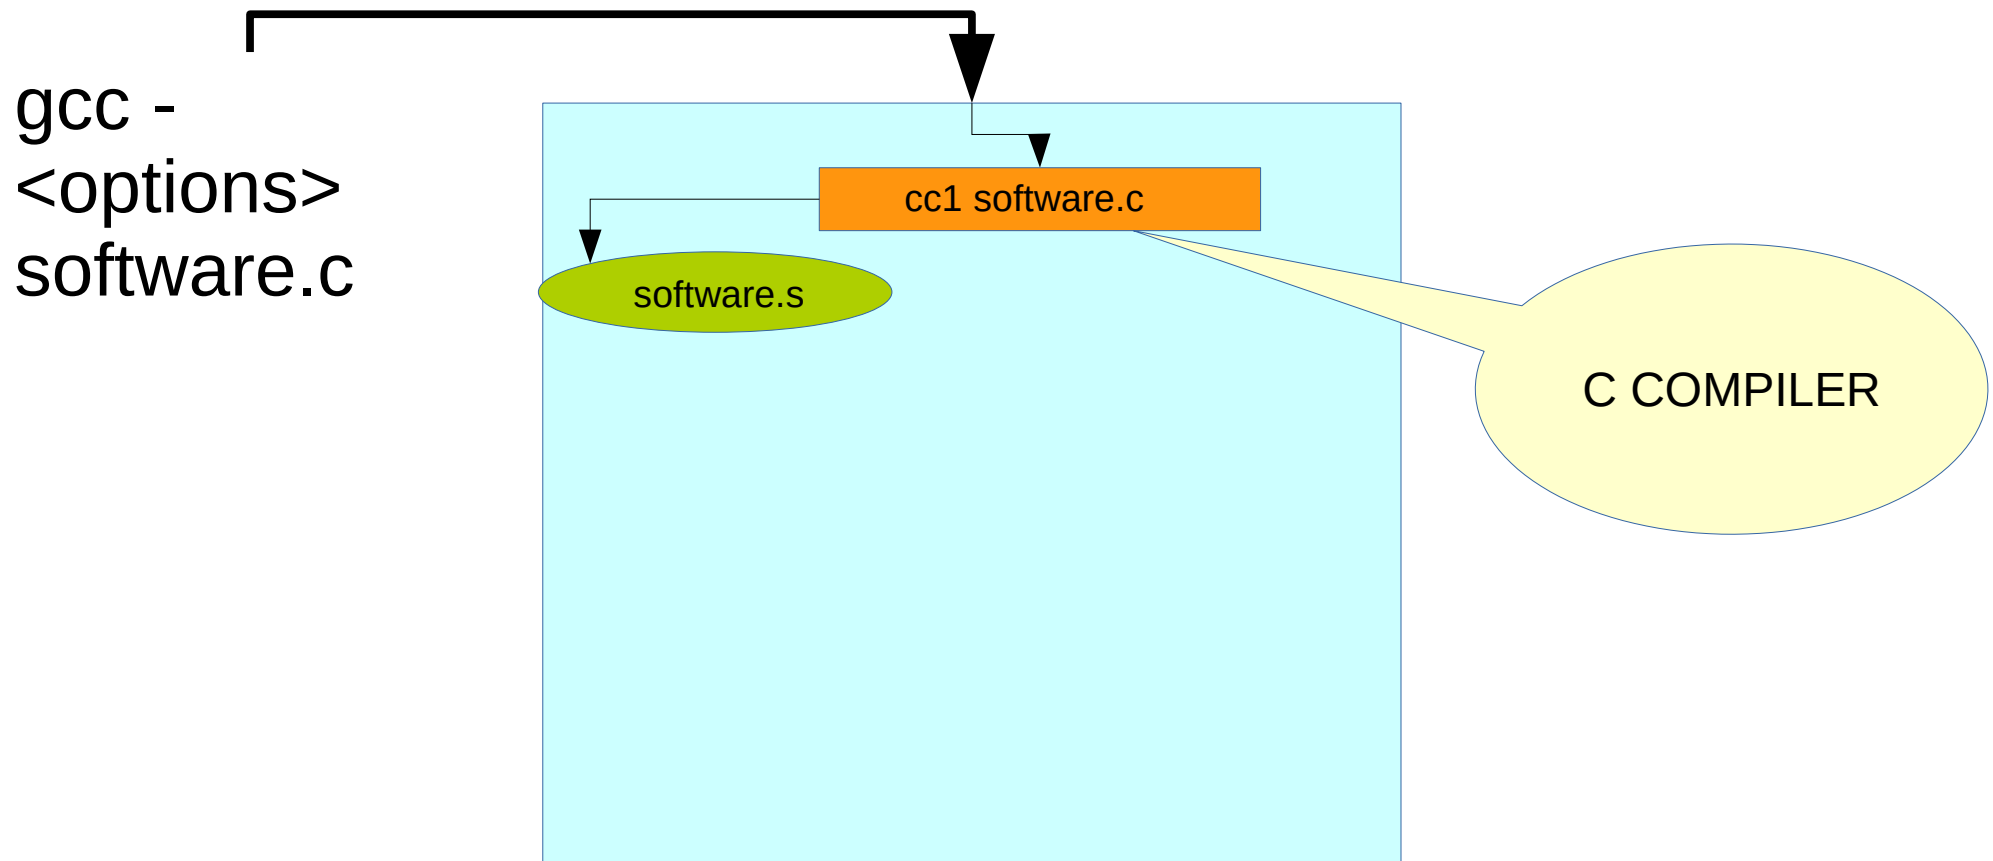 gcc -
<options>
software.c
cc1 software.c
software.s
C COMPILER